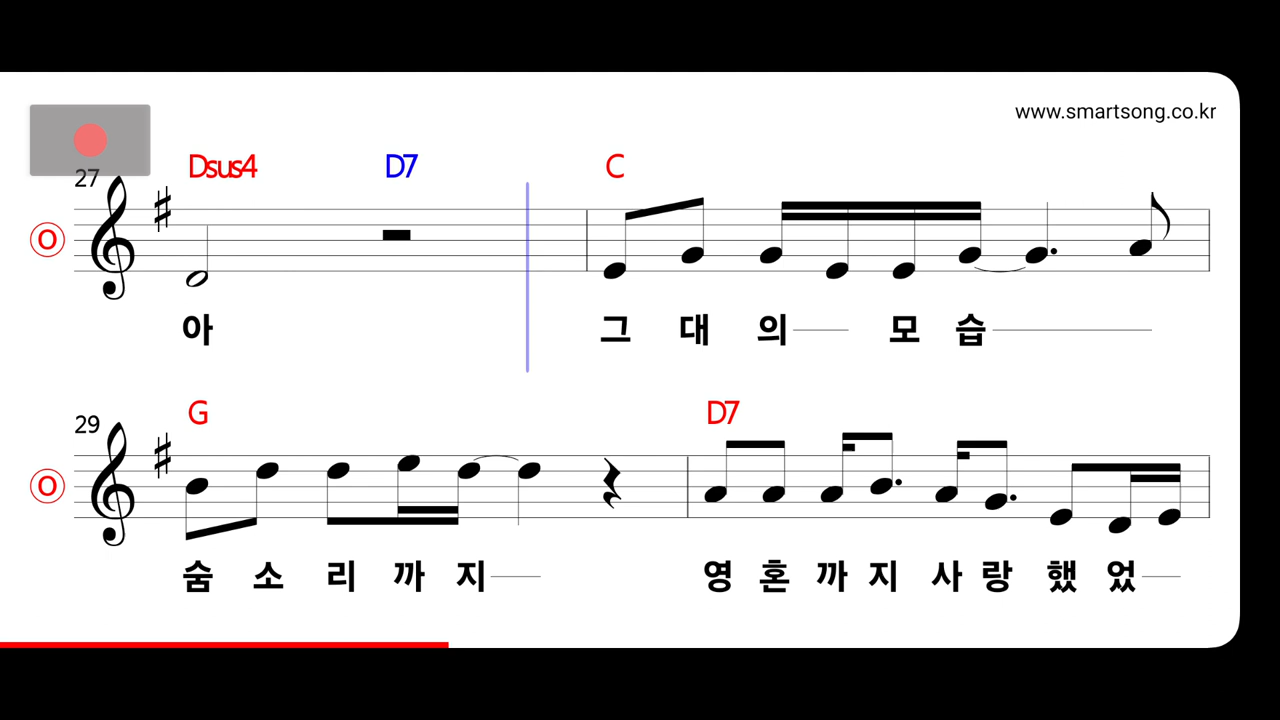 www.smartsong.co.kr
Dsus4 D7 C
27
O
아 그 대 의 모 습
G D7
29
O
숨 소 리 까 지 영 혼 까 지 사 랑 했 었